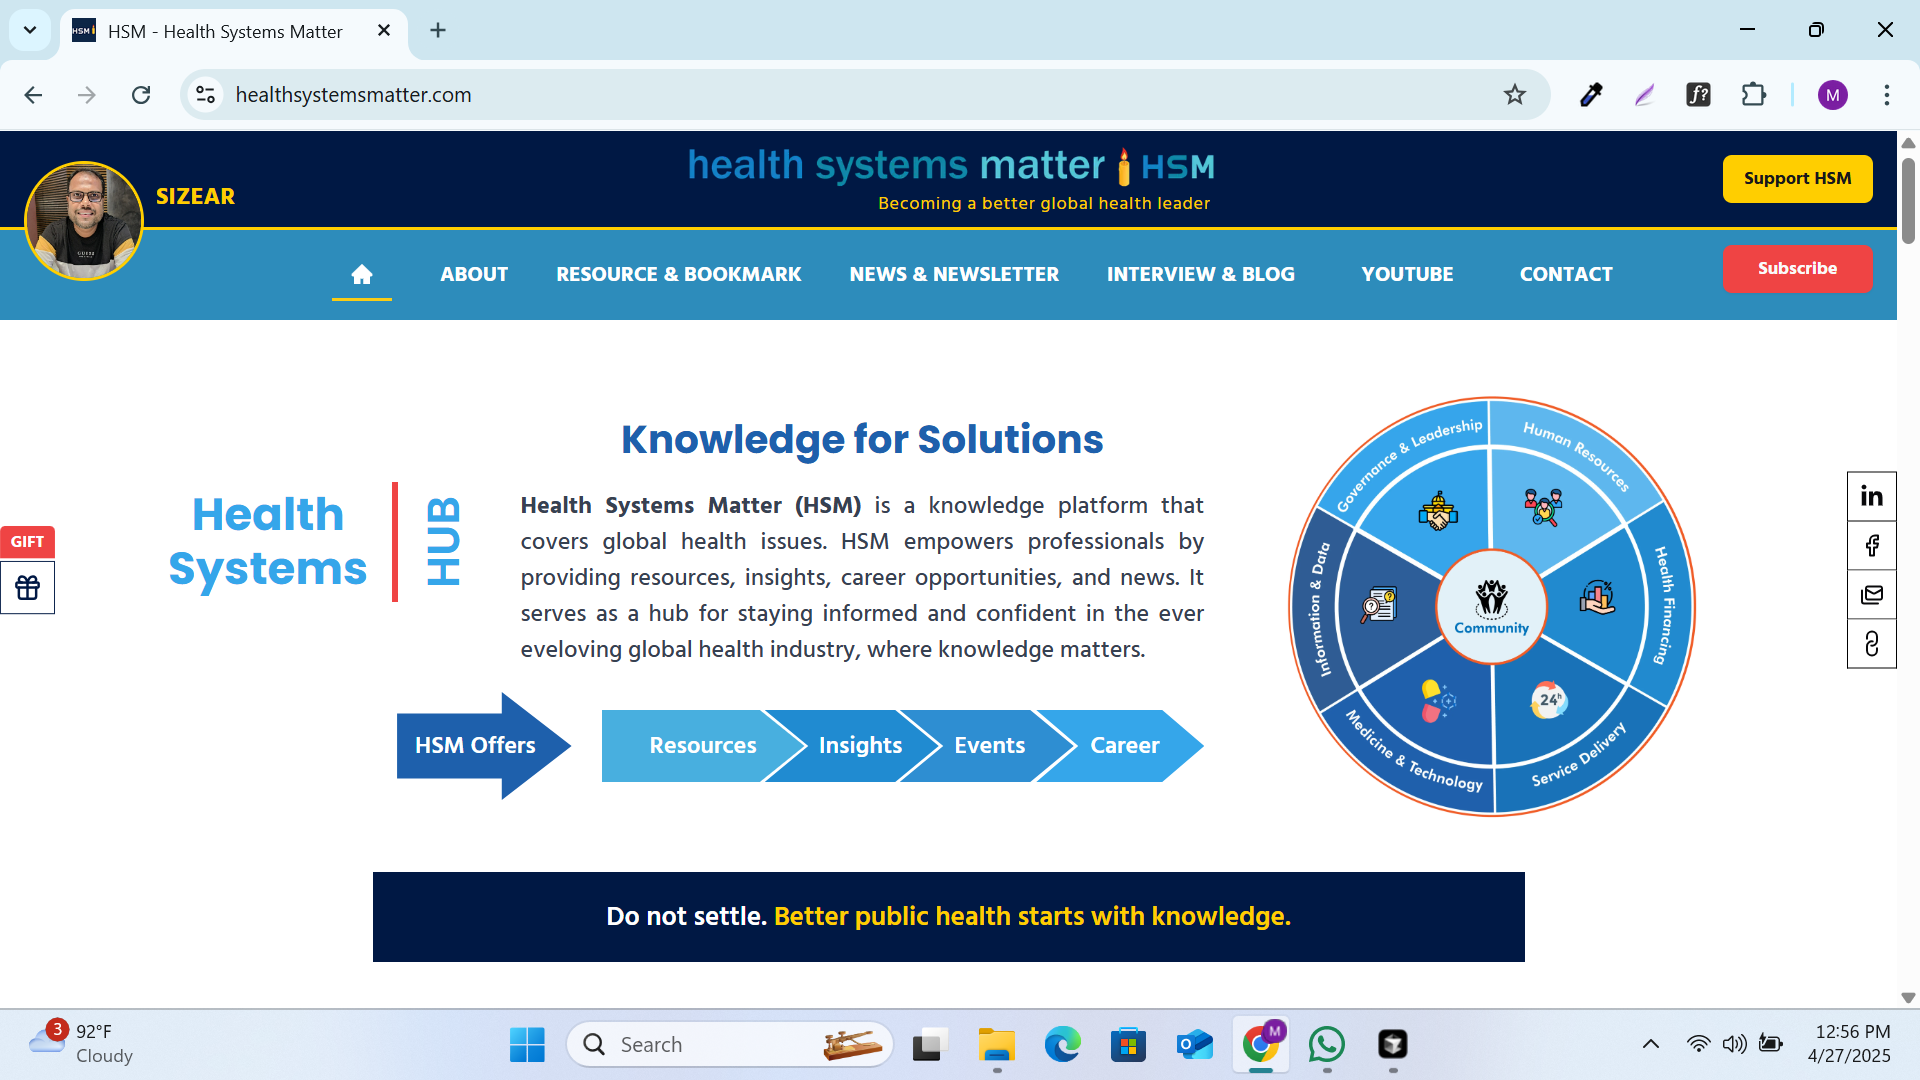 HSM - Health Systems Matter
healthsystemsmatter.com
M
health systems matter HSM
Becoming a better global health leader
SIZEAR
Support HSM
ABOUT
RESOURCE & BOOKMARK
NEWS & NEWSLETTER
INTERVIEW & BLOG
YOUTUBE
CONTACT
Subscribe
Health
Systems
HUB
Knowledge for Solutions
Health Systems Matter (HSM) is a knowledge platform that
covers global health issues. HSM empowers professionals by
providing resources, insights, career opportunities, and news. It
serves as a hub for staying informed and confident in the ever
eveloving global health industry, where knowledge matters.
HSM Offers
Resources
Insights
Events
Career
Governance & Leadership
Human Resources
Health Financing
Service Delivery
Medicine & Technology
Information & Data
Community
24h
GIFT
Do not settle. Better public health starts with knowledge.
3
92°F
Cloudy
Search
M
12:56 PM
4/27/2025